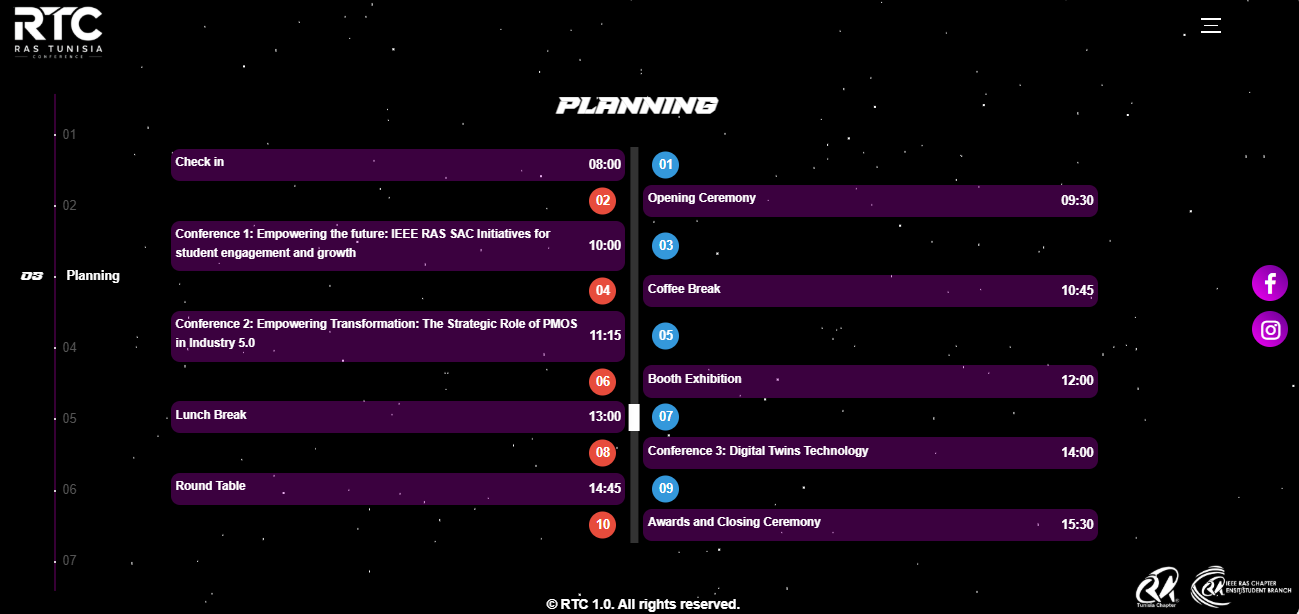 RTC
RAS TUNISIA
CONFERENCE
PLANNING
01
02
03 Planning
04
05
06
07
Check in 08:00
01
02
Opening Ceremony 09:30
Conference 1: Empowering the future: IEEE RAS SAC Initiatives for
student engagement and growth
10:00
03
04
Coffee Break 10:45
Conference 2: Empowering Transformation: The Strategic Role of PMOS
in Industry 5.0
11:15
05
06
Booth Exhibition 12:00
Lunch Break 13:00
07
08
Conference 3: Digital Twins Technology 14:00
Round Table 14:45
09
10
Awards and Closing Ceremony 15:30
Tunisia Chapter
IEEE RAS CHAPTER
ENSIT|STUDENT BRANCH
© RTC 1.0. All rights reserved.